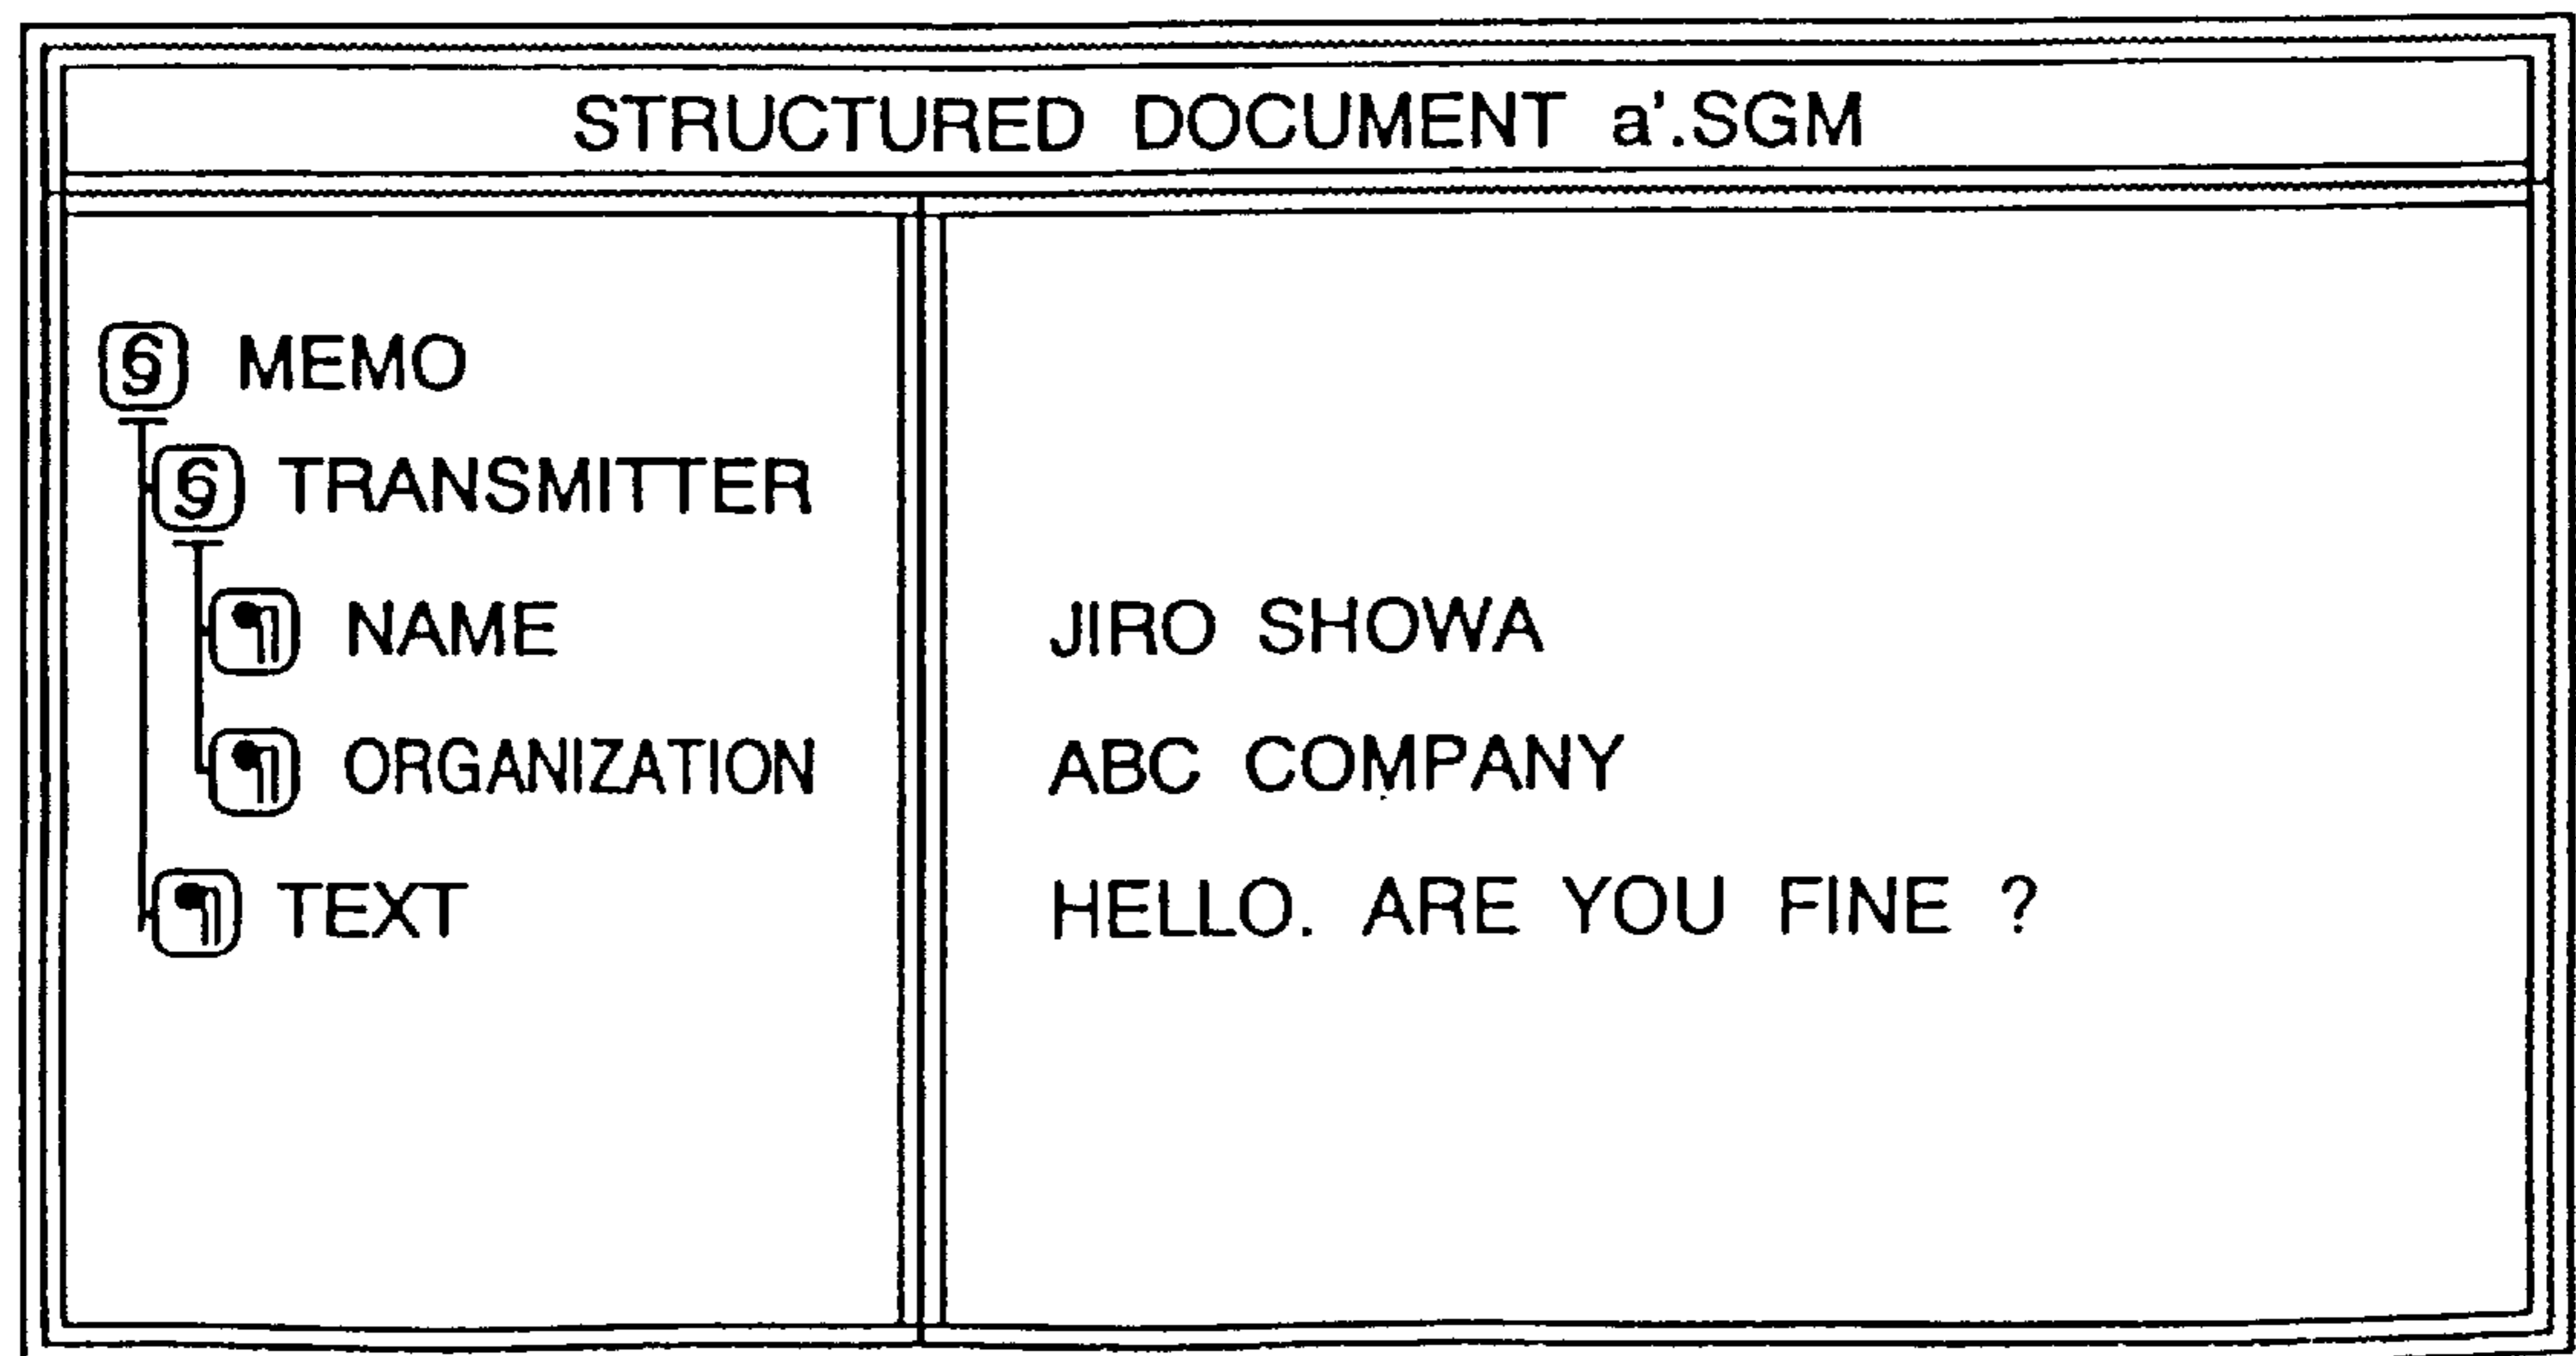 STRUCTURED DOCUMENT a'.SGM
§ MEMO
§ TRANSMITTER
¶ NAME JIRO SHOWA
¶ ORGANIZATION ABC COMPANY
¶ TEXT HELLO. ARE YOU FINE ?